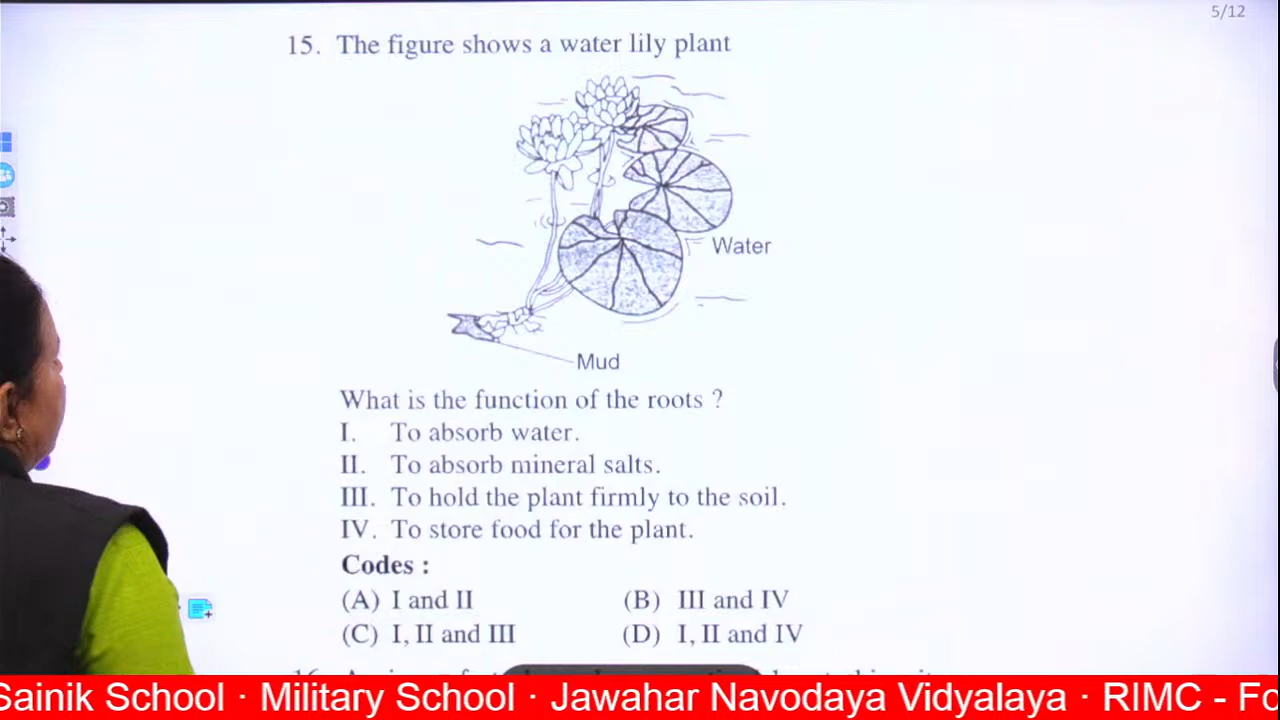 5/12
15. The figure shows a water lily plant
Water
Mud
What is the function of the roots ?
I. To absorb water.
II. To absorb mineral salts.
III. To hold the plant firmly to the soil.
IV. To store food for the plant.
Codes :
(A) I and II (B) III and IV
(C) I, II and III (D) I, II and IV
Sainik School · Military School · Jawahar Navodaya Vidyalaya · RIMC - Fo